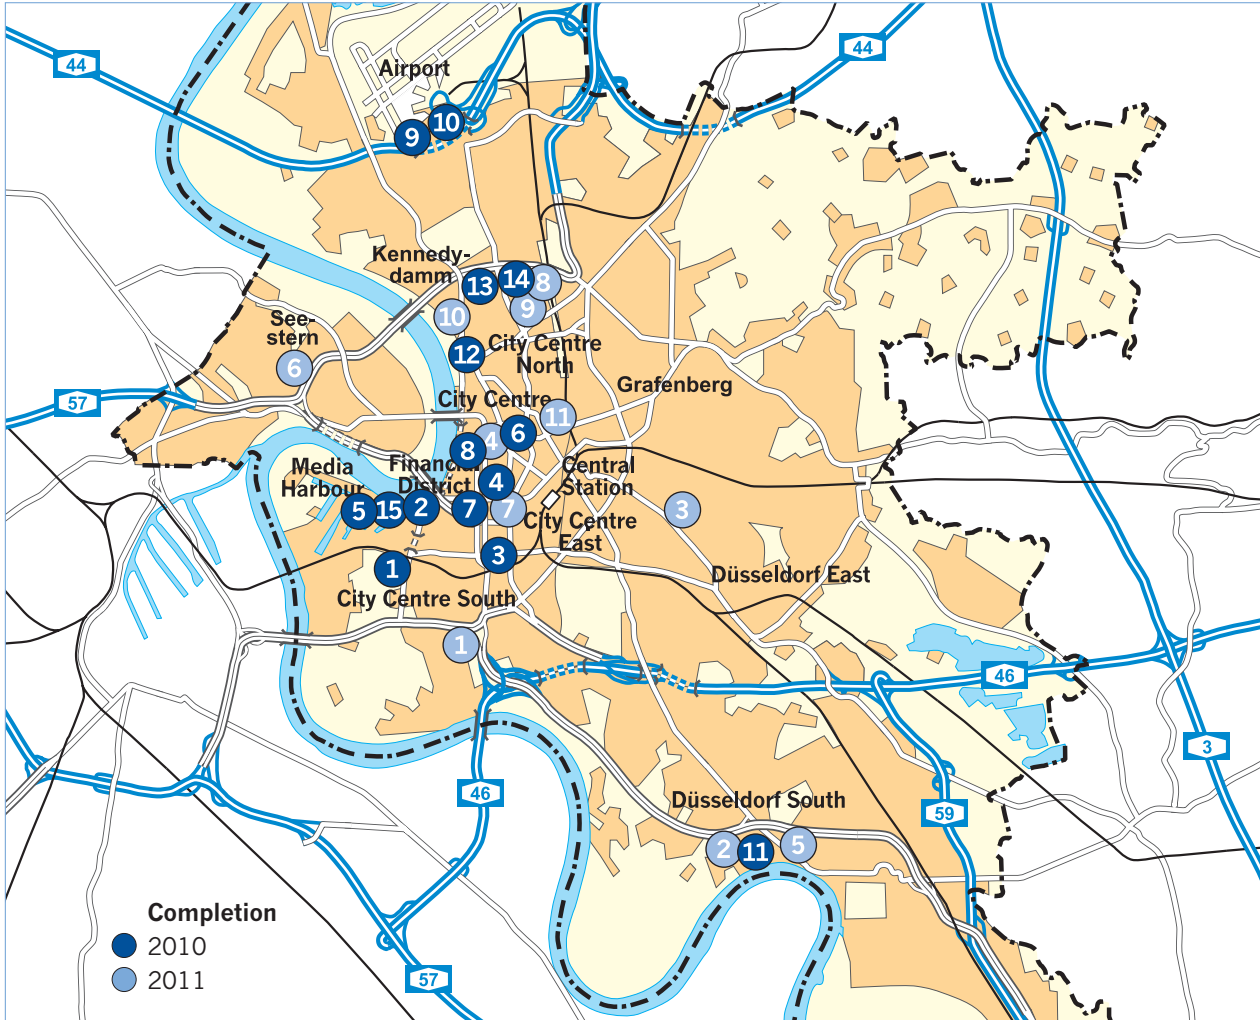 44
44
Airport
10
9
Kennedy-
damm
14
8
13
9
10
See-
stern
City Centre
North
12
6
Grafenberg
57
City Centre
11
6
4
8
Media
Harbour
Financial
District
Central
Station
4
5
15
2
7
7
3
City Centre
East
3
1
Düsseldorf East
City Centre South
1
46
3
46
59
Düsseldorf South
2
11
5
Completion
2010
2011
57